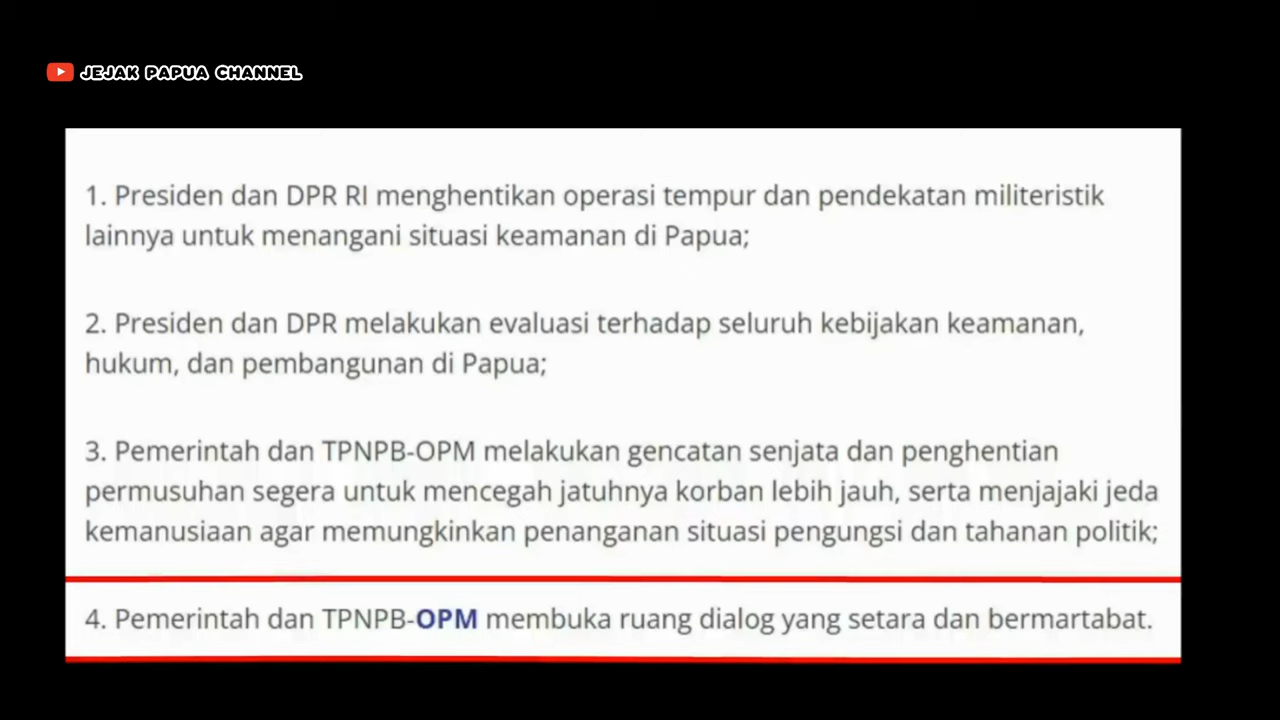 JEJAK PAPUA CHANNEL
1. Presiden dan DPR RI menghentikan operasi tempur dan pendekatan militeristik
lainnya untuk menangani situasi keamanan di Papua;
2. Presiden dan DPR melakukan evaluasi terhadap seluruh kebijakan keamanan,
hukum, dan pembangunan di Papua;
3. Pemerintah dan TPNPB-OPM melakukan gencatan senjata dan penghentian
permusuhan segera untuk mencegah jatuhnya korban lebih jauh, serta menjajaki jeda
kemanusiaan agar memungkinkan penanganan situasi pengungsi dan tahanan politik;
4. Pemerintah dan TPNPB-OPM membuka ruang dialog yang setara dan bermartabat.